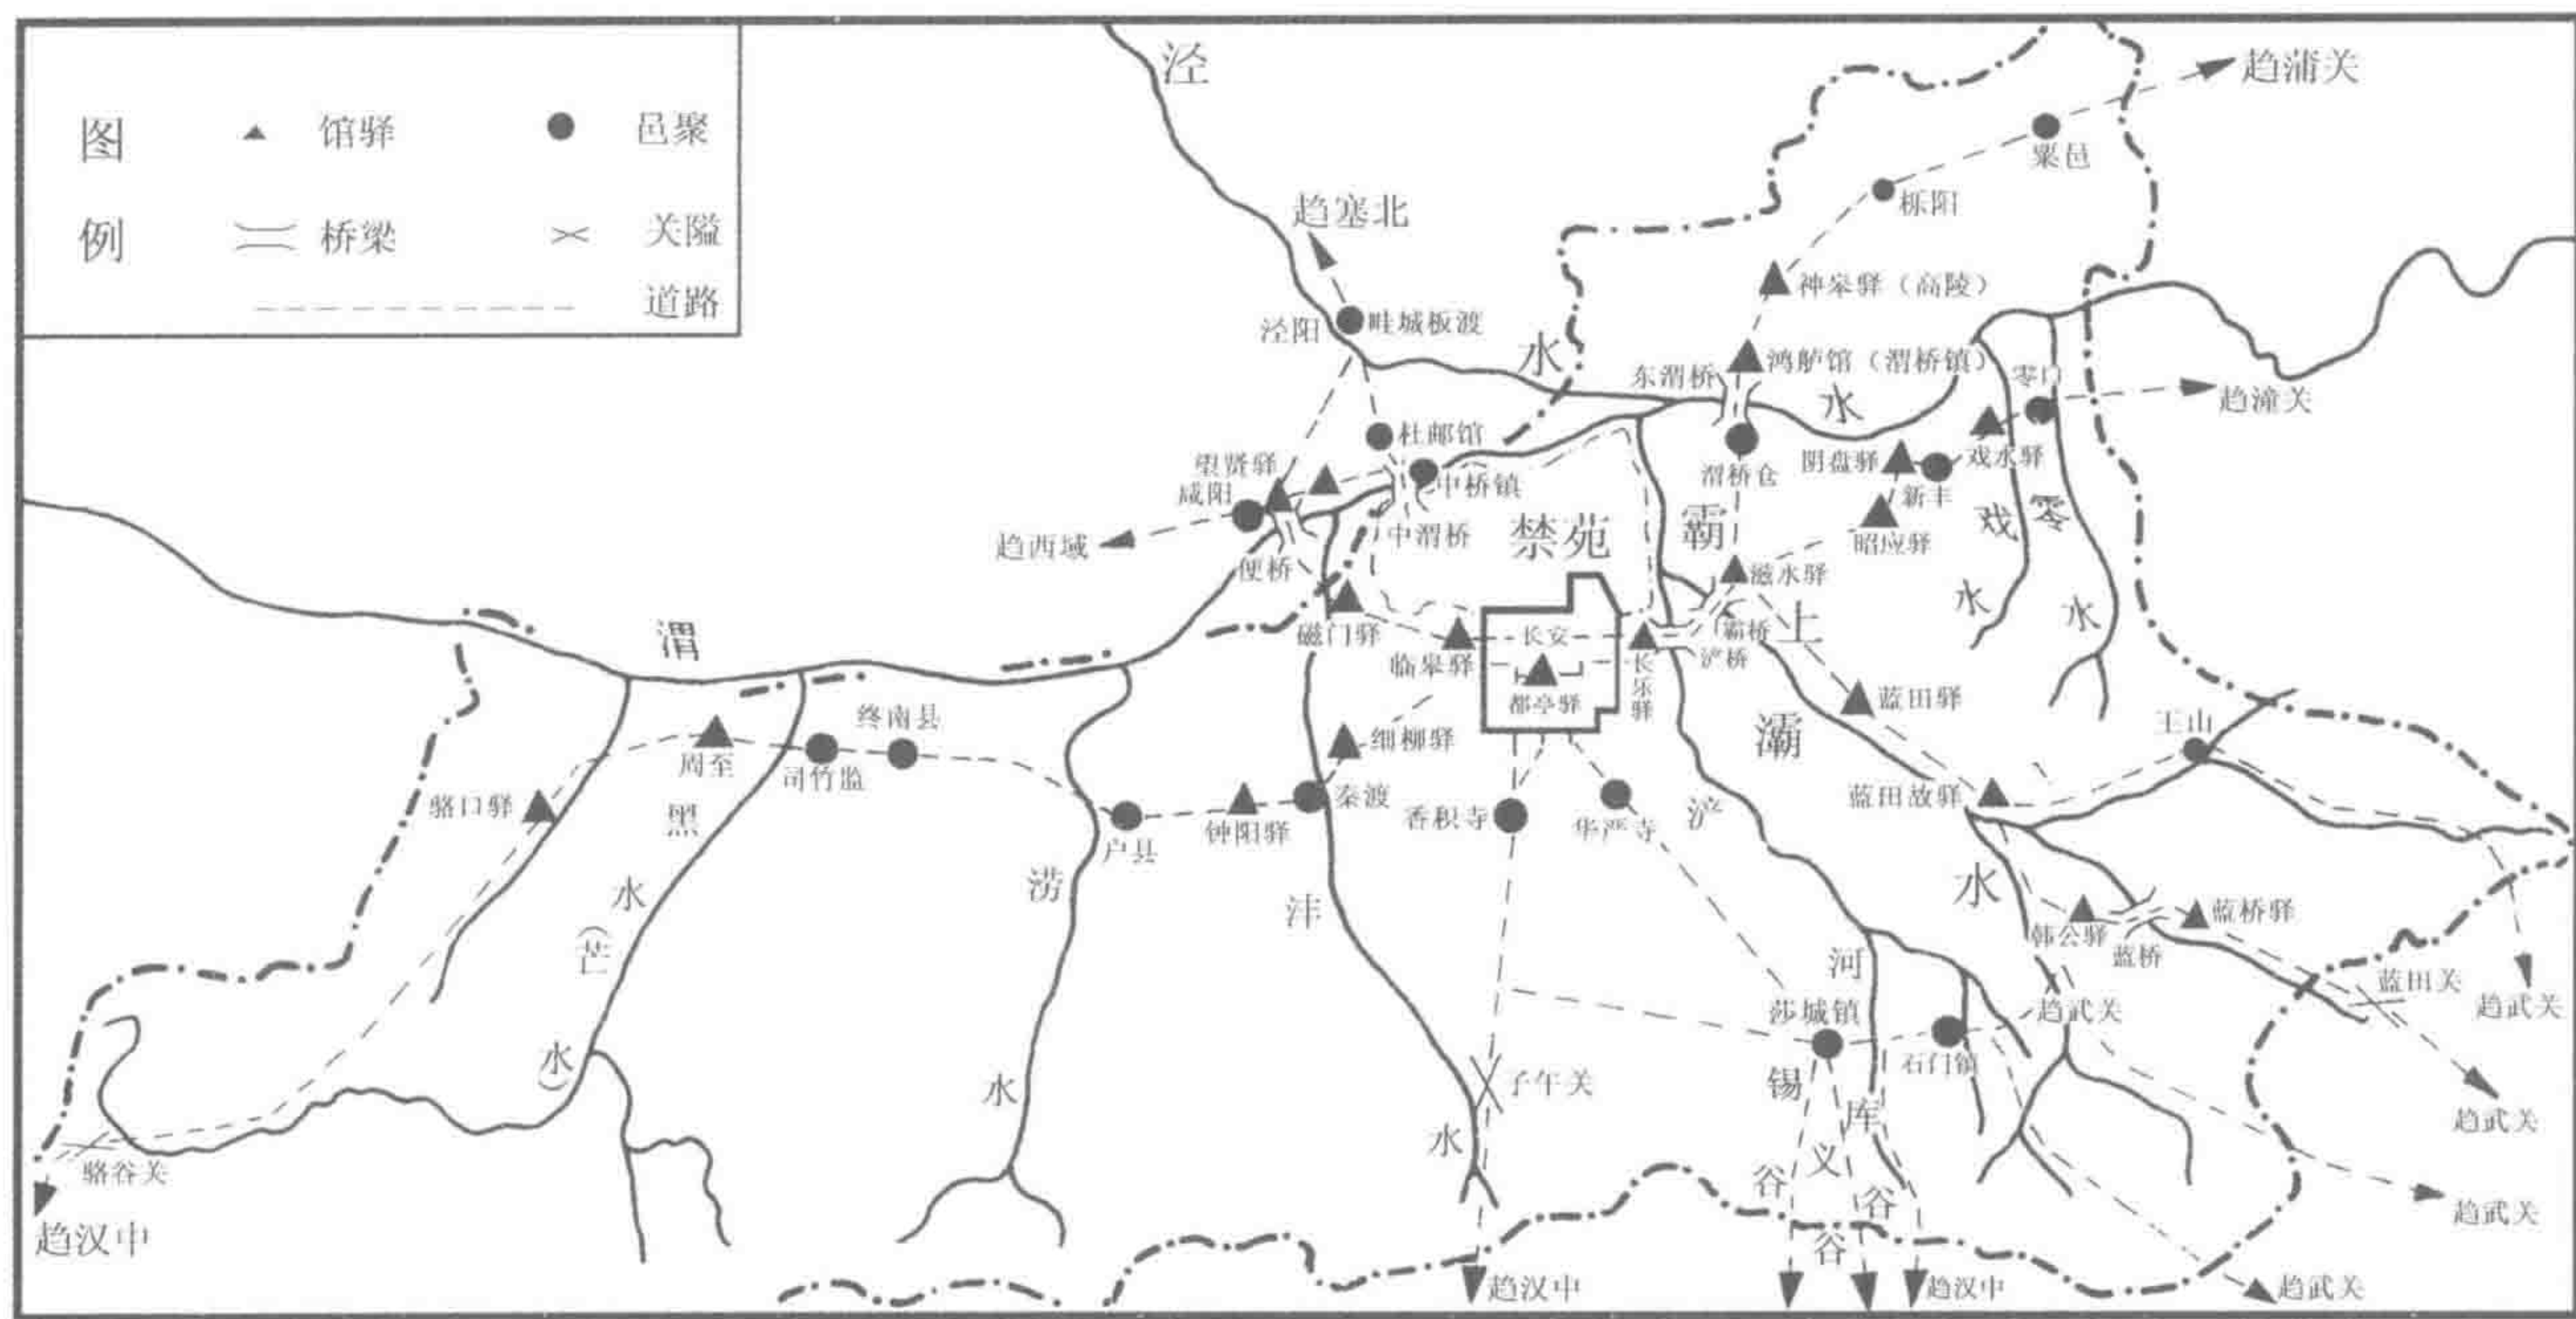 图例
馆驿
邑聚
桥梁
关隘
道路
泾
水
趋蒲关
粟邑
栎阳
趋塞北
神皋驿（高陵）
泾阳
畦城板渡
鸿胪馆（渭桥镇）
东渭桥
水
零口
趋潼关
杜邮馆
望贤驿
咸阳
中桥镇
渭桥仓
阴盘驿
戏水驿
新丰
趋西域
便桥
中渭桥
禁苑
霸
昭应驿
戏
零
滋水驿
水
水
渭
磁门驿
长安
霸桥
上
浐桥
临皋驿
都亭驿
长乐驿
蓝田驿
终南县
周至
司竹监
细柳驿
灞
王山
骆口驿
黑
钟阳驿
秦渡
香积寺
华严寺
浐
蓝田故驿
户县
水
涝
沣
水
（芒
韩公驿
蓝桥
蓝桥驿
河
蓝田关
趋武关
莎城镇
趋武关
石门镇
水）
水
子午关
锡
库
趋武关
水
义
骆谷关
谷
谷
趋武关
趋汉中
谷
趋汉中
趋汉中
趋武关